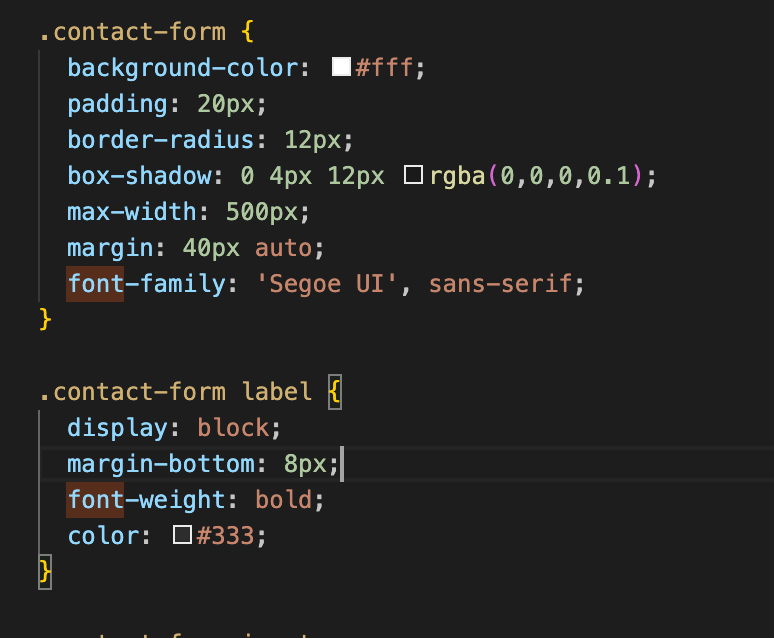 .contact-form {
background-color: #fff;
padding: 20px;
border-radius: 12px;
box-shadow: 0 4px 12px rgba(0,0,0,0.1);
max-width: 500px;
margin: 40px auto;
font-family: 'Segoe UI', sans-serif;
}
.contact-form label {
display: block;
margin-bottom: 8px;
font-weight: bold;
color: #333;
}